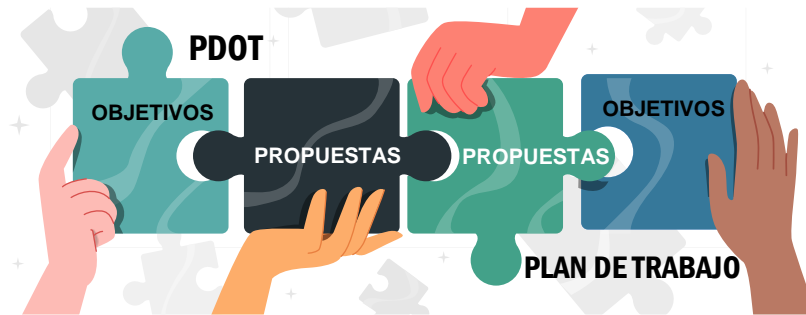 PDOT
OBJETIVOS
PROPUESTAS
PROPUESTAS
OBJETIVOS
PLAN DE TRABAJO